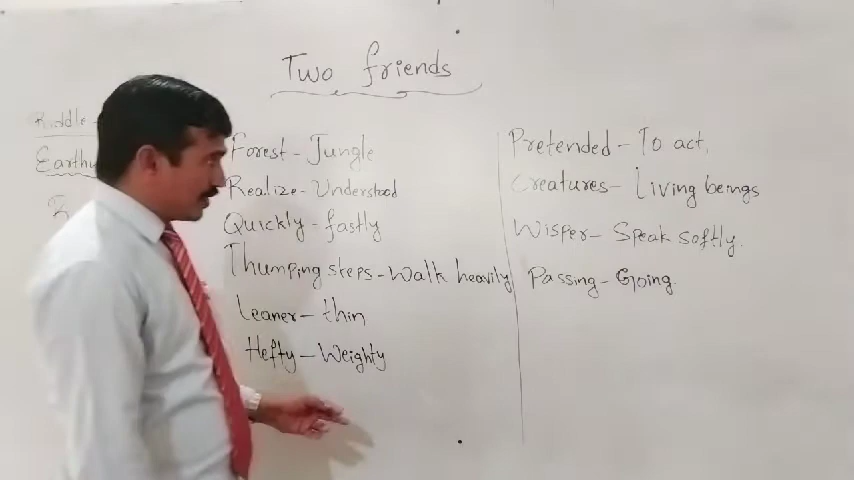 Two friends
Riddle
Earthu
Forest - Jungle
Realize - Understood
Quickly - fastly
Thumping steps - Walk heavily
Leaner - thin
Hefty - Weighty
Pretended - To act.
Creatures - Living beings
Wisper - Speak softly.
Passing - Going.